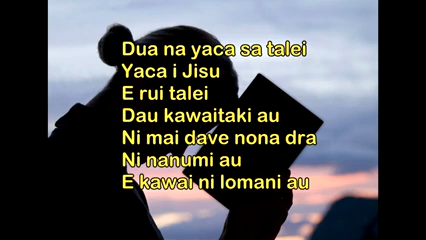 Dua na yaca sa talei
Yaca i Jisu
E rui talei
Dau kawaitaki au
Ni mai dave nona dra
Ni nanumi au
E kawai ni lomani au